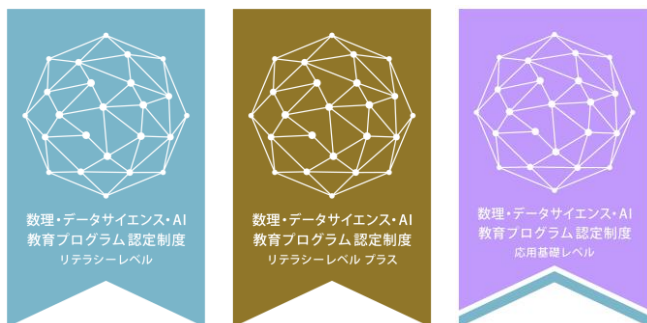 数理・データサイエンス・AI
教育プログラム認定制度
リテラシーレベル
数理・データサイエンス・AI
教育プログラム認定制度
リテラシーレベル プラス
数理・データサイエンス・AI
教育プログラム認定制度
応用基礎レベル